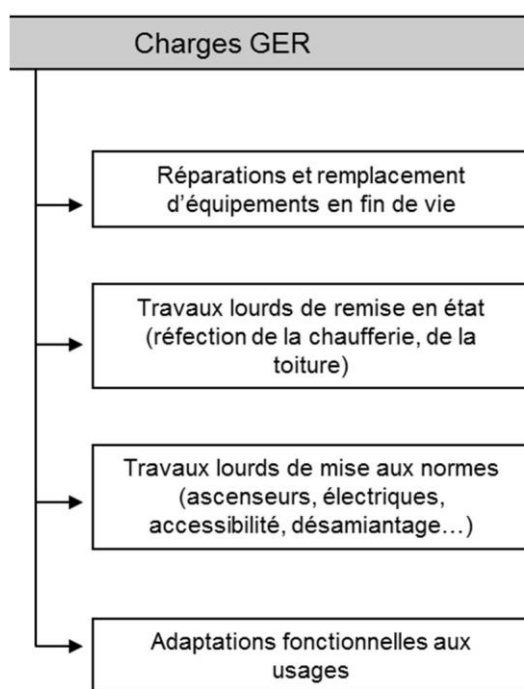 Charges GER
Réparations et remplacement
d'équipements en fin de vie
Travaux lourds de remise en état
(réfection de la chaufferie, de la
toiture)
Travaux lourds de mise aux normes
(ascenseurs, électriques,
accessibilité, désamiantage…)
Adaptations fonctionnelles aux
usages